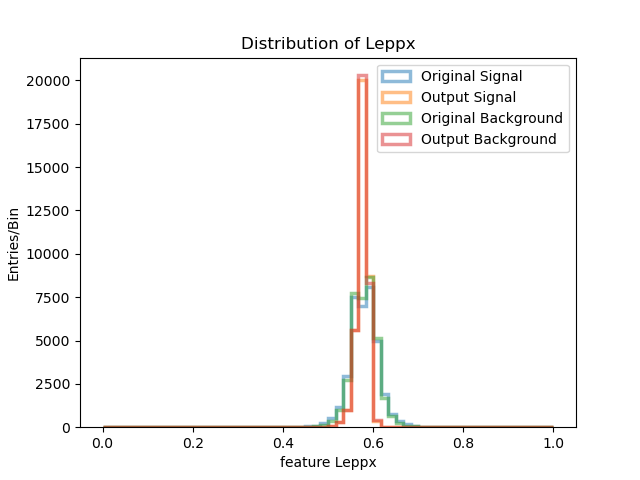 Distribution of Leppx
Original Signal
Output Signal
Original Background
Output Background
Entries/Bin
20000
17500
15000
12500
10000
7500
5000
2500
0
0.0 0.2 0.4 0.6 0.8 1.0
feature Leppx